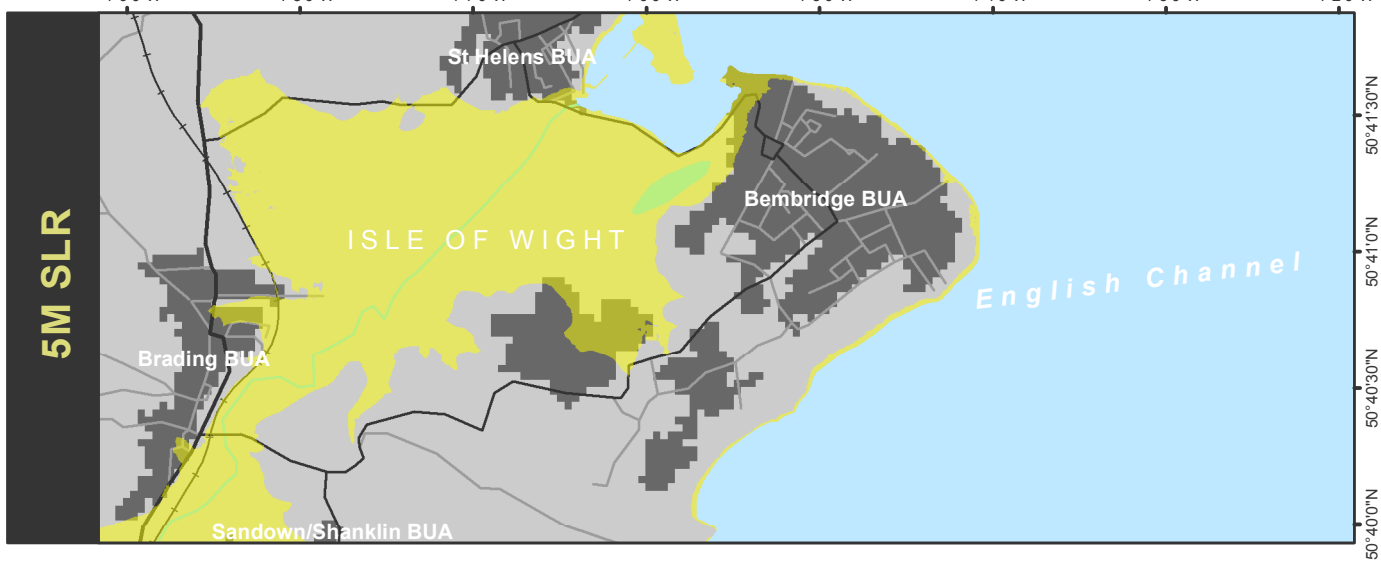 St Helens BUA
50°41'30"N
Bembridge BUA
ISLE OF WIGHT
50°41'0"N
English Channel
5M SLR
Brading BUA
50°40'30"N
Sandown/Shanklin BUA
50°40'0"N